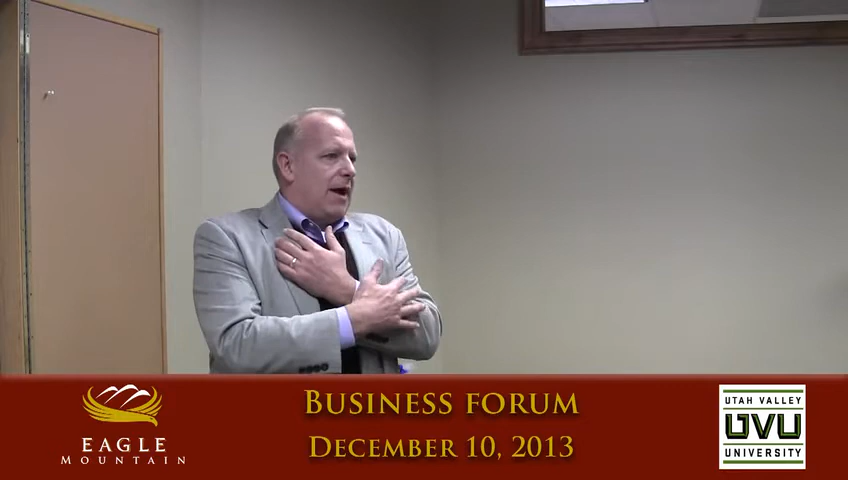 EAGLE
MOUNTAIN
BUSINESS FORUM
DECEMBER 10, 2013
UTAH VALLEY
UVU
UNIVERSITY